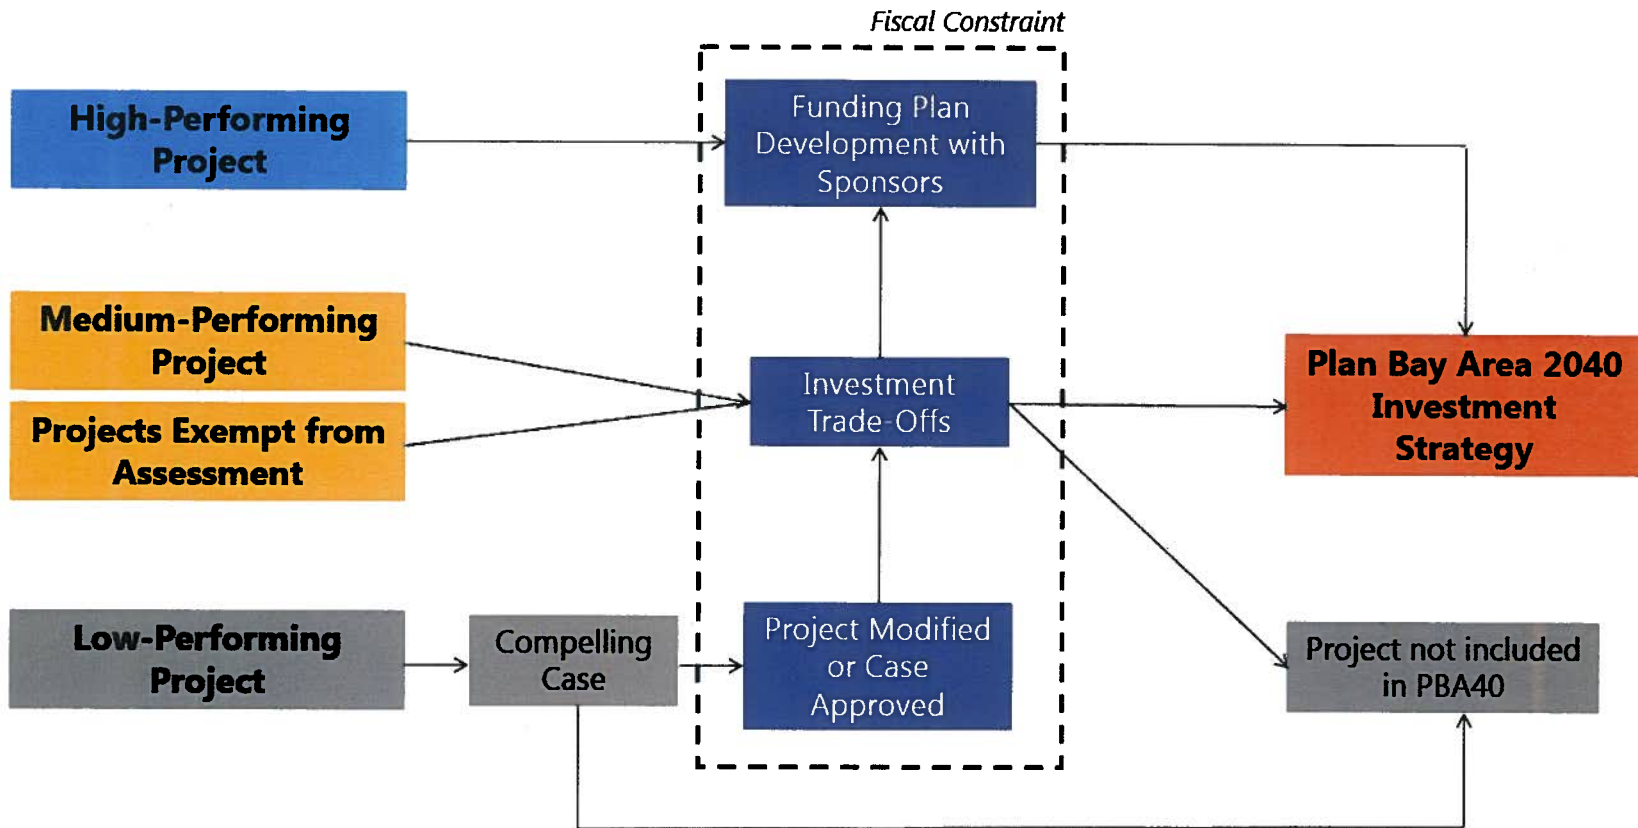 Fiscal Constraint
High-Performing
Project
Funding Plan
Development with
Sponsors
Medium-Performing
Project
Projects Exempt from
Assessment
Investment
Trade-Offs
Plan Bay Area 2040
Investment
Strategy
Low-Performing
Project
Compelling
Case
Project Modified
or Case
Approved
Project not included
in PBA40